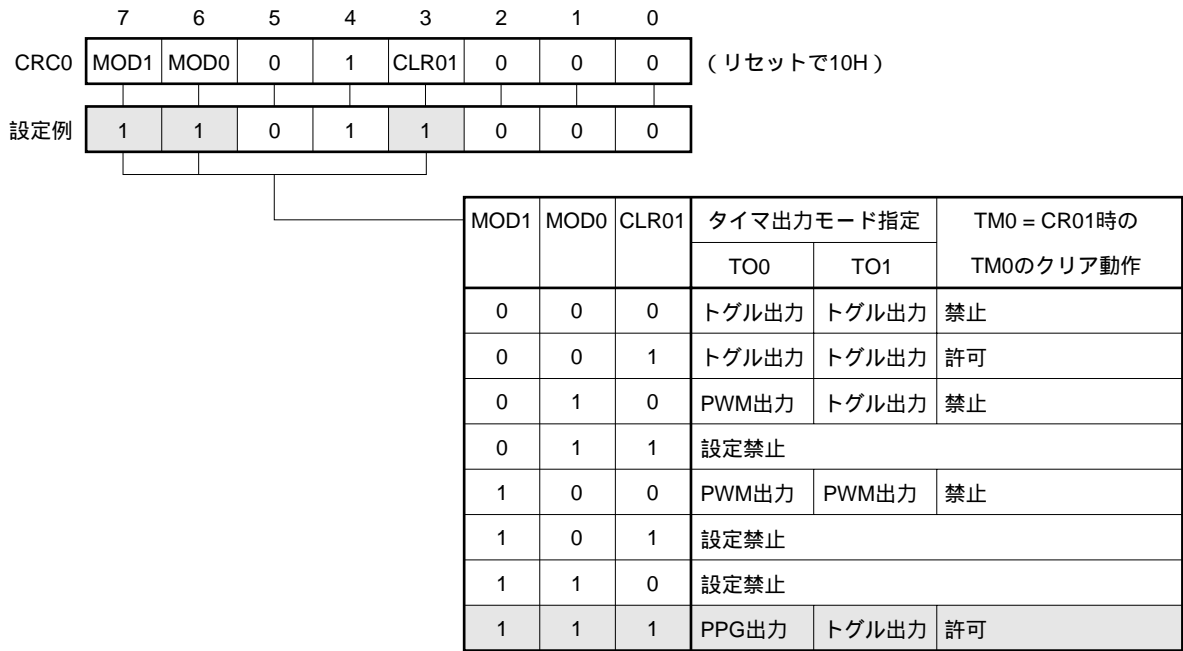 7 6 5 4 3 2 1 0
CRC0 MOD1 MOD0 0 1 CLR01 0 0 0 (リセットで10H)
設定例 1 1 0 1 1 0 0 0
MOD1 MOD0 CLR01 タイマ出力モード指定 TM0 = CR01時の
TO0 TO1 TM0のクリア動作
0 0 0 トグル出力 トグル出力 禁止
0 0 1 トグル出力 トグル出力 許可
0 1 0 PWM出力 トグル出力 禁止
0 1 1 設定禁止
1 0 0 PWM出力 PWM出力 禁止
1 0 1 設定禁止
1 1 0 設定禁止
1 1 1 PPG出力 トグル出力 許可